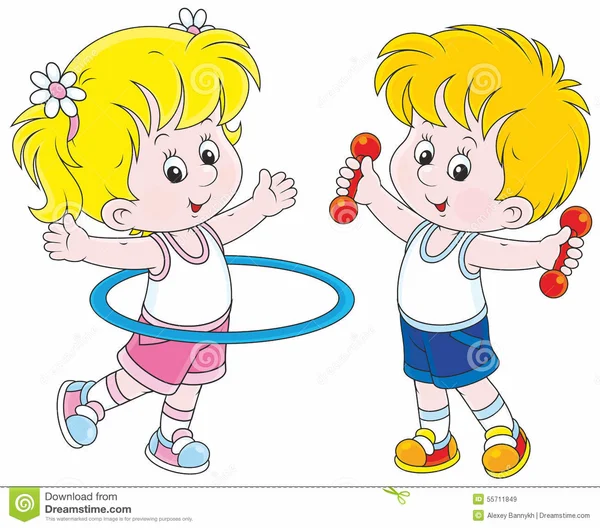 Download from
Dreamstime.com
This watermarked comp image is for previewing purposes only.
55711849
© Alexey Bannykh | Dreamstime.com